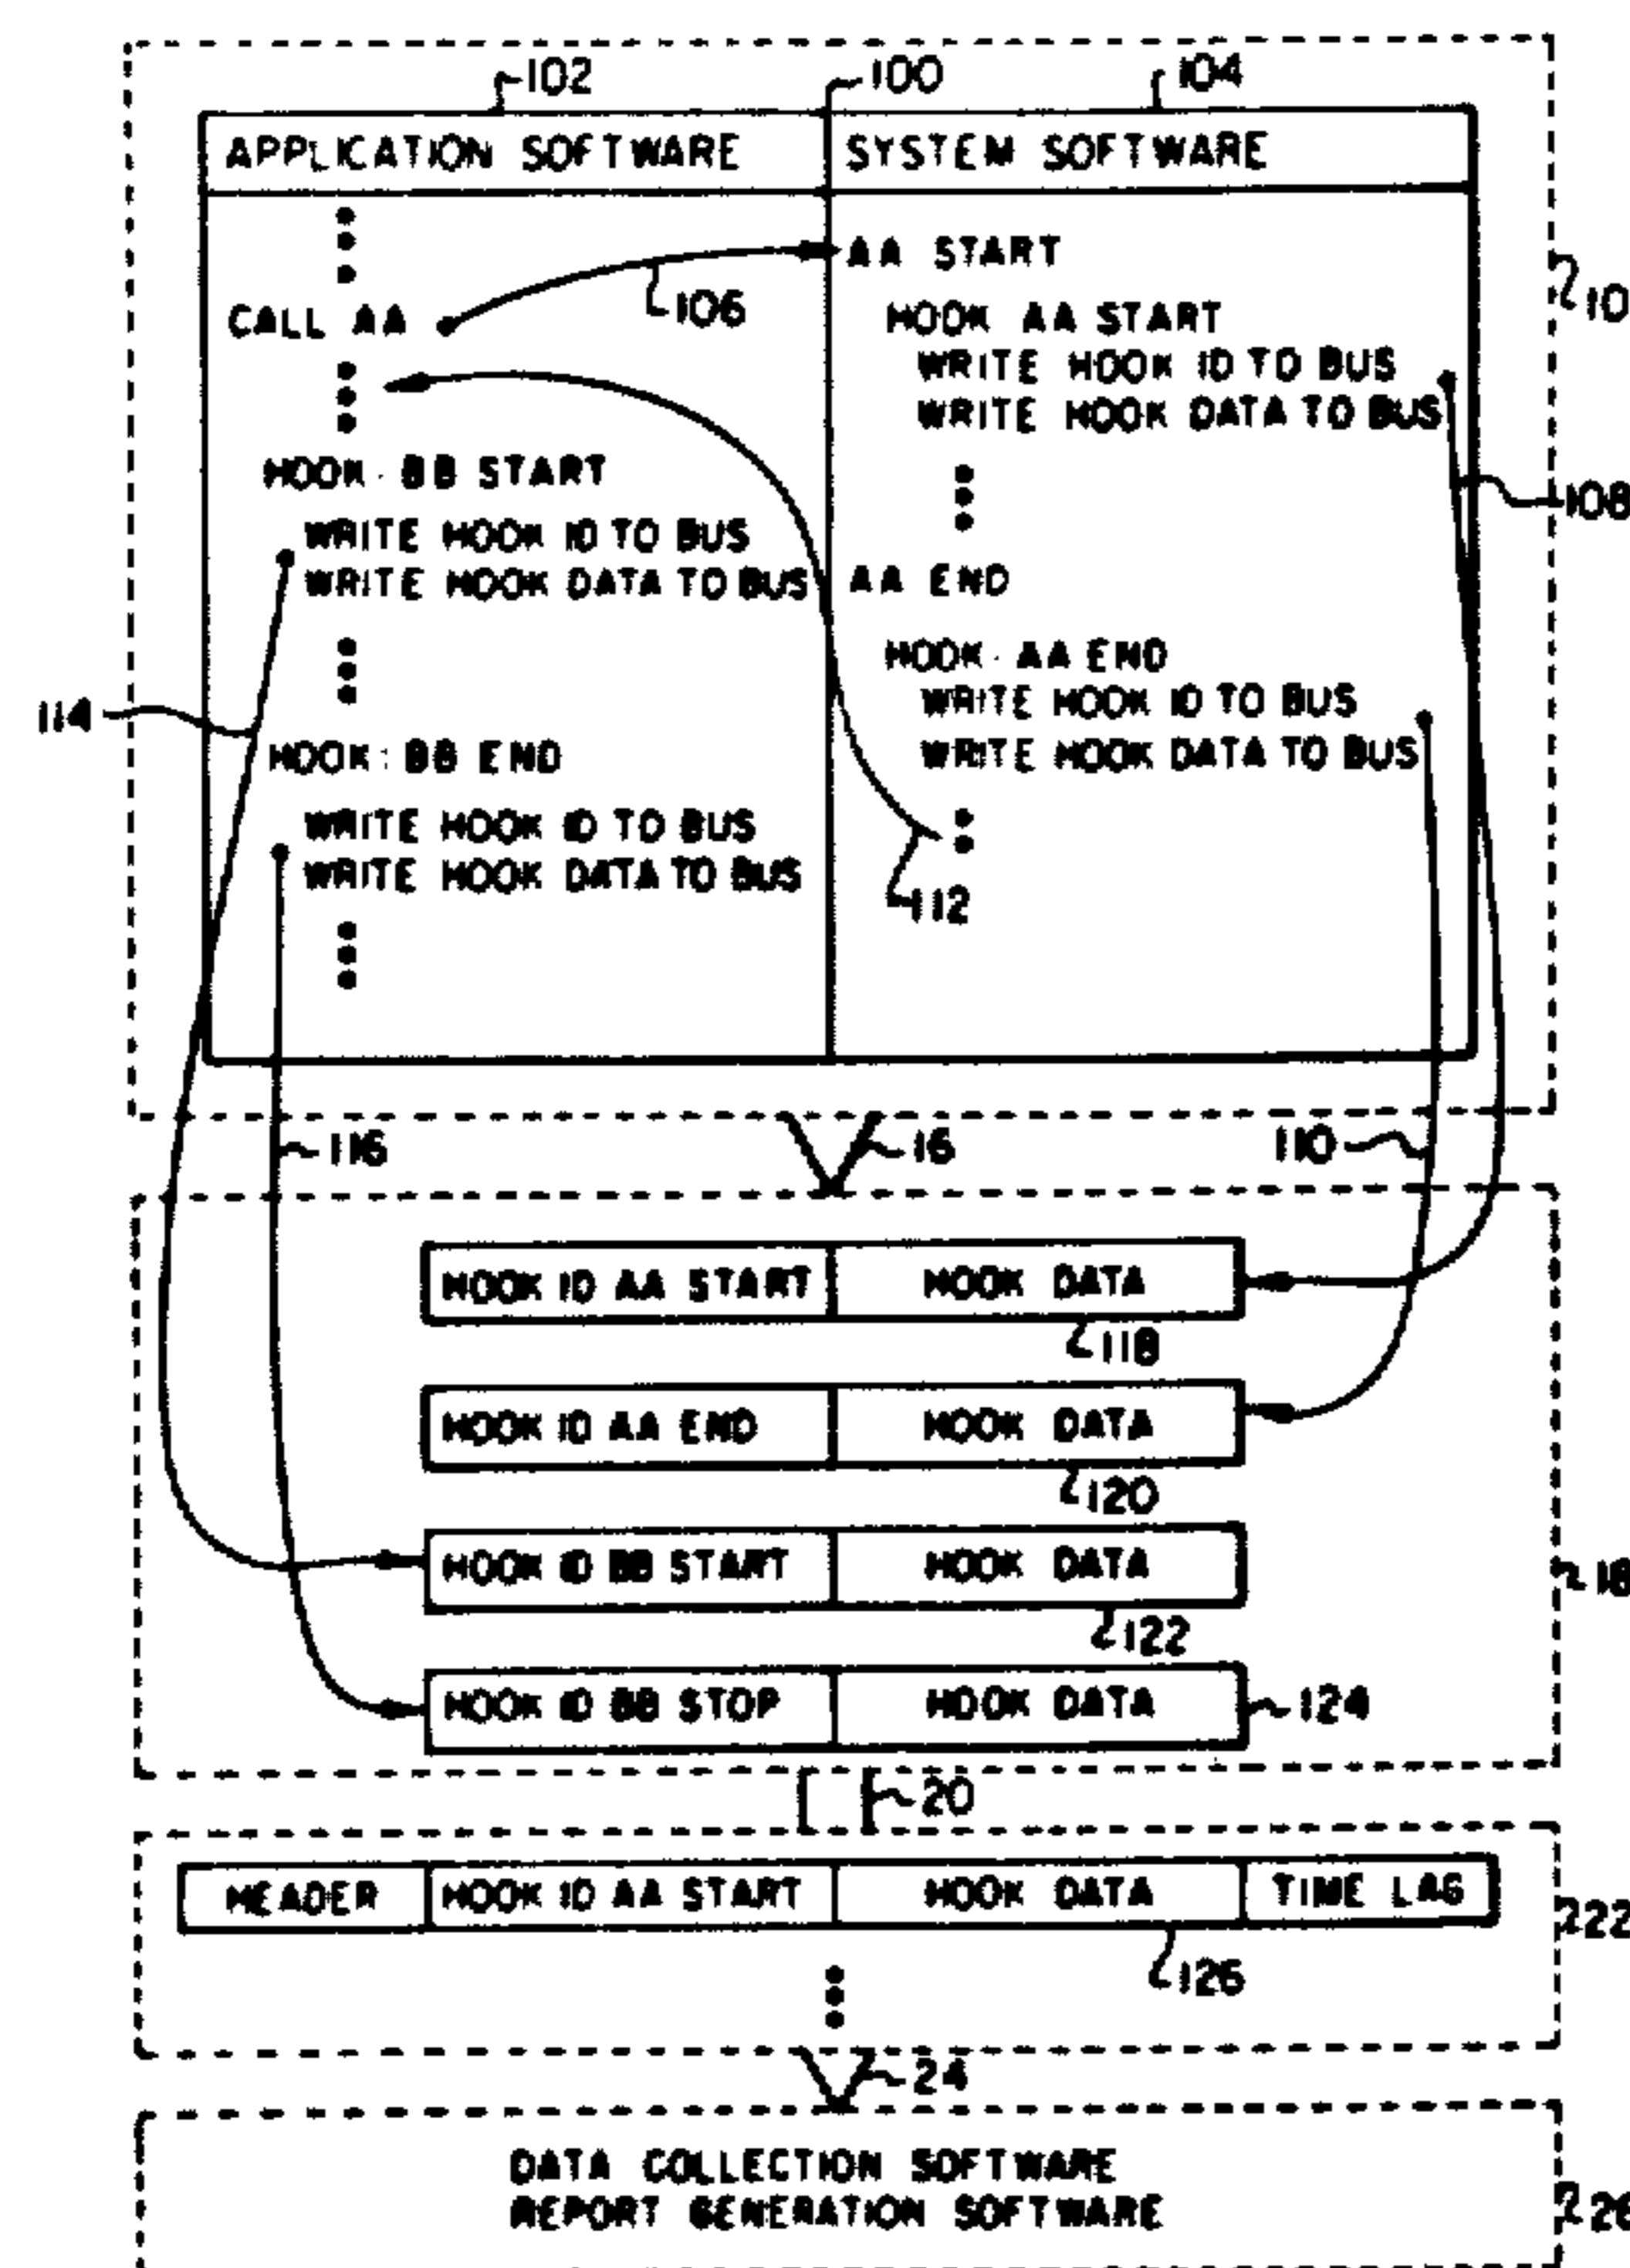 102 100 104
APPLICATION SOFTWARE SYSTEM SOFTWARE
AA START
106
CALL AA
HOOK AA START
10
WRITE HOOK ID TO BUS
WRITE HOOK DATA TO BUS
HOOK BB START
108
WRITE HOOK ID TO BUS
WRITE HOOK DATA TO BUS
AA END
HOOK AA END
WRITE HOOK ID TO BUS
114
HOOK BB END
WRITE HOOK DATA TO BUS
WRITE HOOK ID TO BUS
WRITE HOOK DATA TO BUS
112
116 16 110
HOOK ID AA START HOOK DATA
118
HOOK ID AA END HOOK DATA
120
HOOK ID BB START HOOK DATA
18
122
HOOK ID BB STOP HOOK DATA
124
20
HEADER HOOK ID AA START HOOK DATA TIME LAG
222
126
24
DATA COLLECTION SOFTWARE
REPORT GENERATION SOFTWARE
226